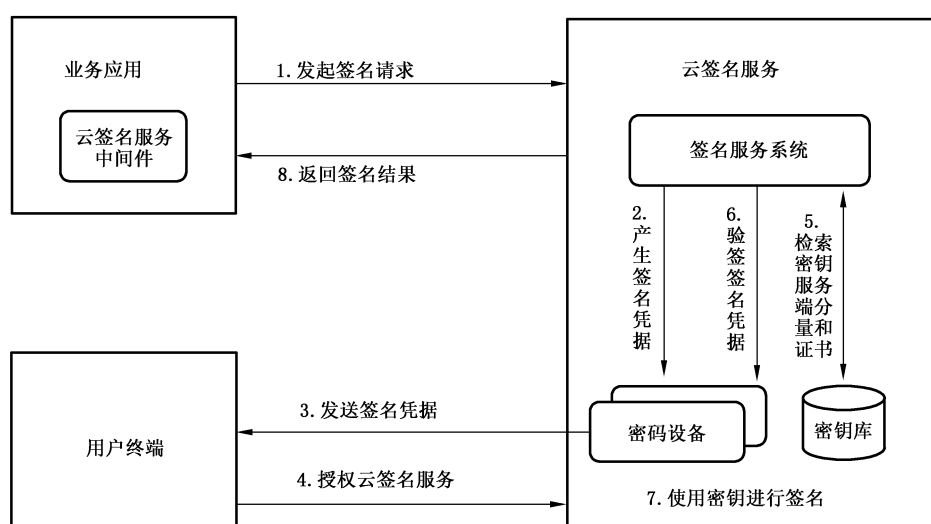 业务应用
云签名服务
中间件
1.发起签名请求
8.返回签名结果
云签名服务
签名服务系统
2.产生签名凭据
6.验签签名凭据
5.检索密钥服务端分量和证书
3.发送签名凭据
4.授权云签名服务
用户终端
密码设备
密钥库
7.使用密钥进行签名